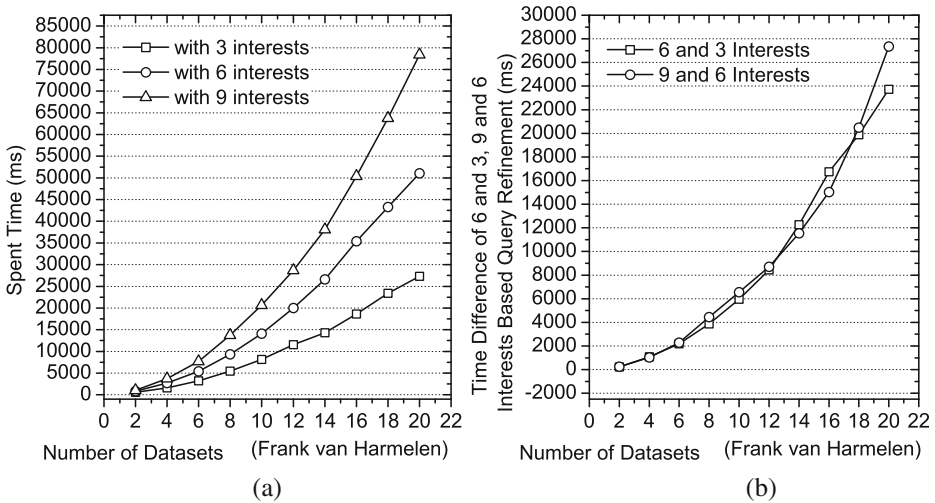 85000
80000
75000
70000
65000
60000
55000
50000
45000
40000
35000
30000
25000
20000
15000
10000
5000
0
Spent Time (ms)
with 3 interests
with 6 interests
with 9 interests
0 2 4 6 8 10 12 14 16 18 20 22
Number of Datasets (Frank van Harmelen)
(a)
30000
28000
26000
24000
22000
20000
18000
16000
14000
12000
10000
8000
6000
4000
2000
0
-2000
Time Difference of 6 and 3, 9 and 6
Interests Based Query Refinement (ms)
6 and 3 Interests
9 and 6 Interests
0 2 4 6 8 10 12 14 16 18 20 22
Number of Datasets (Frank van Harmelen)
(b)